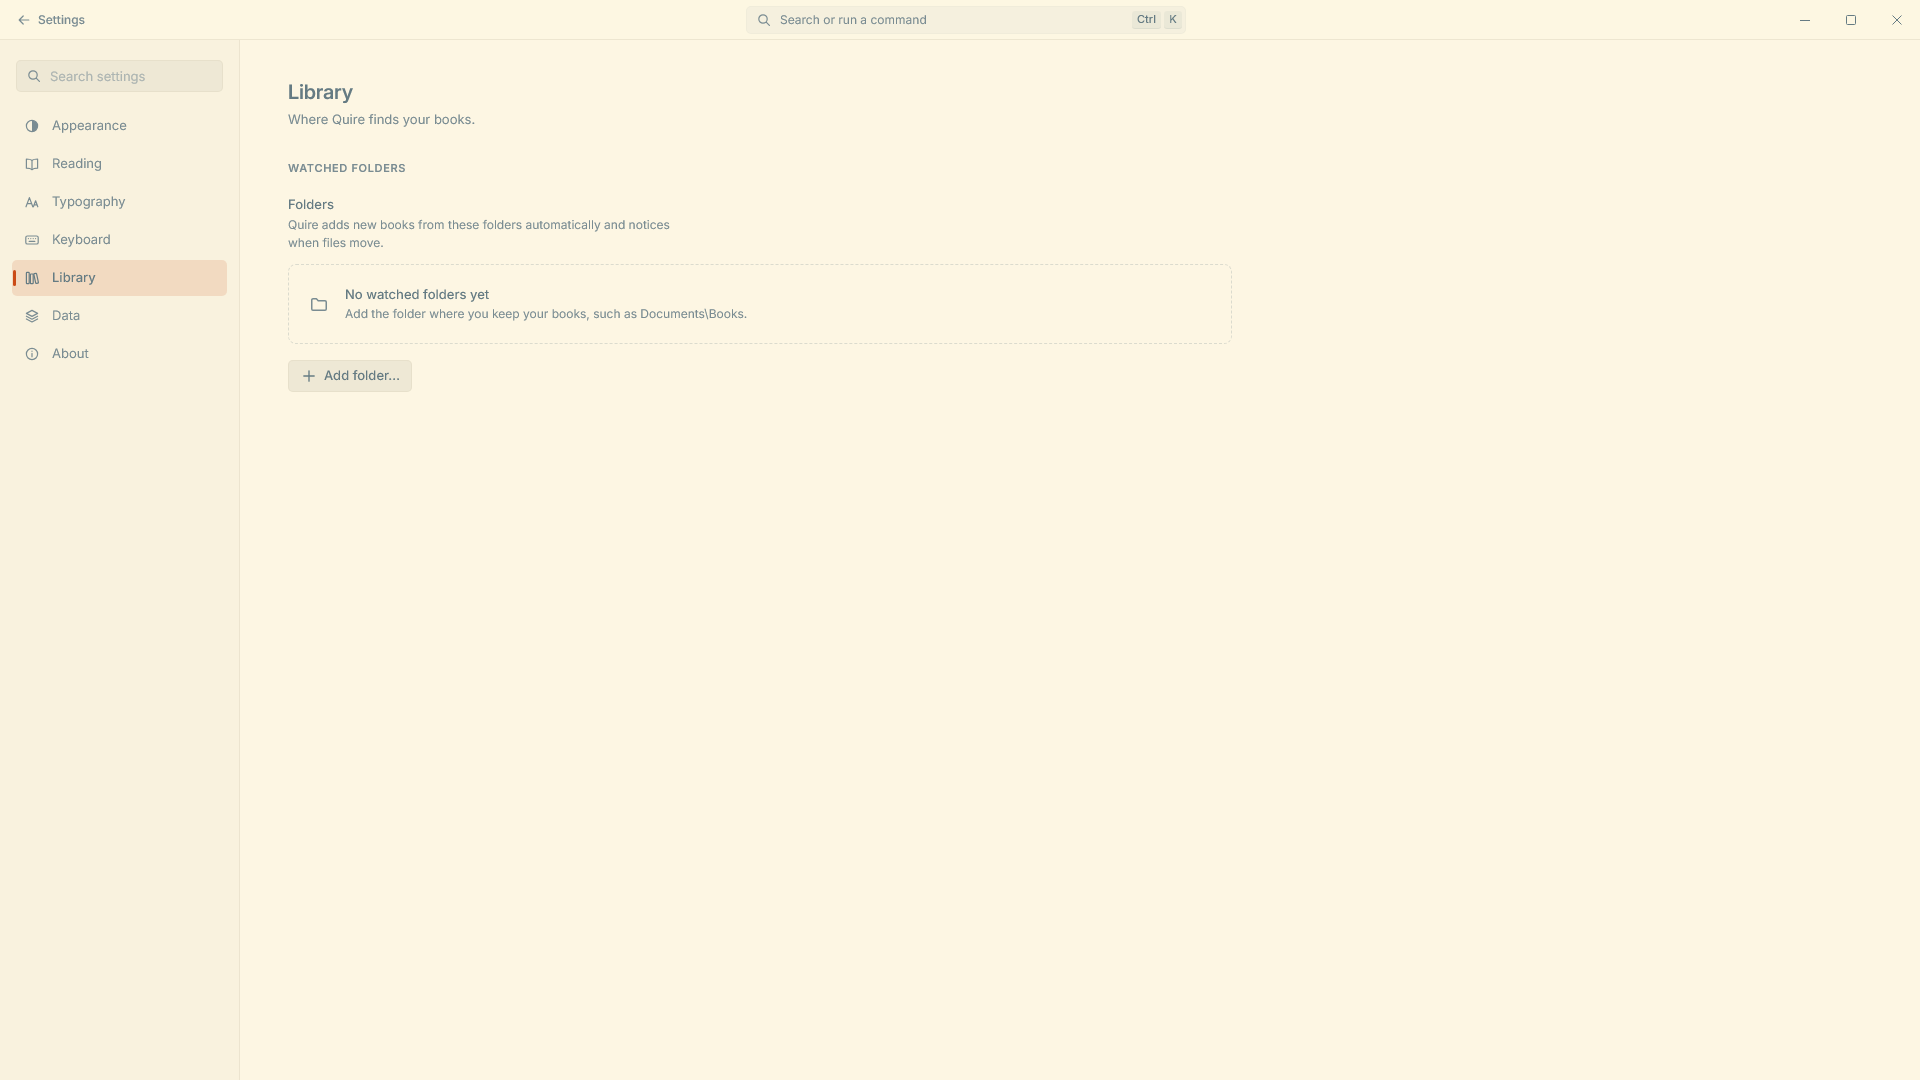 Settings
Search or run a command
Ctrl K
Search settings
Appearance
Reading
Typography
Keyboard
Library
Data
About
Library
Where Quire finds your books.
WATCHED FOLDERS
Folders
Quire adds new books from these folders automatically and notices
when files move.
No watched folders yet
Add the folder where you keep your books, such as Documents\Books.
Add folder...